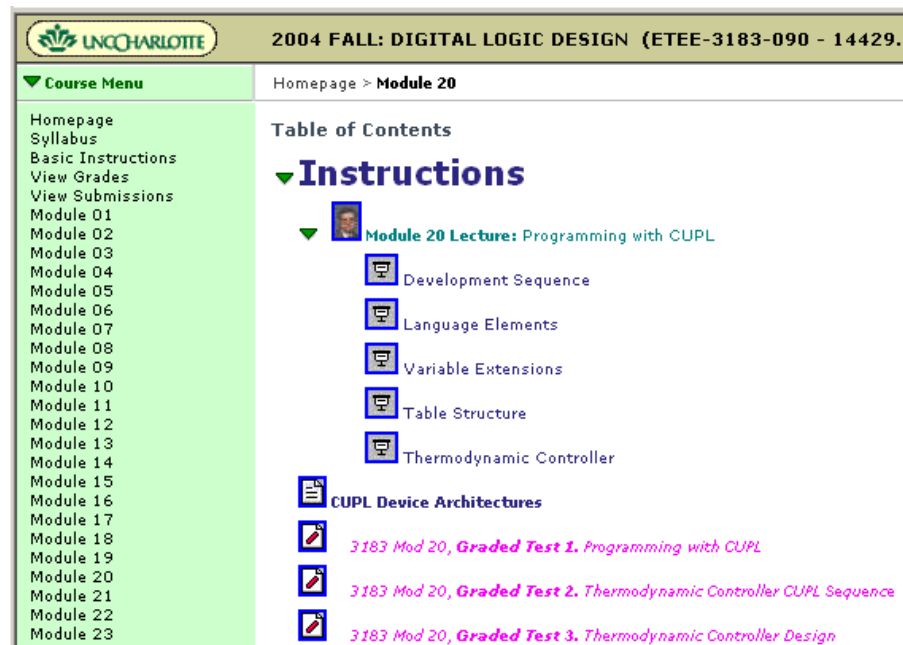 UNCCHARLOTTE
2004 FALL: DIGITAL LOGIC DESIGN (ETEE-3183-090 - 14429.
Course Menu
Homepage > Module 20
Homepage
Syllabus
Basic Instructions
View Grades
View Submissions
Module 01
Module 02
Module 03
Module 04
Module 05
Module 06
Module 07
Module 08
Module 09
Module 10
Module 11
Module 12
Module 13
Module 14
Module 15
Module 16
Module 17
Module 18
Module 19
Module 20
Module 21
Module 22
Module 23
Table of Contents
Instructions
Module 20 Lecture: Programming with CUPL
Development Sequence
Language Elements
Variable Extensions
Table Structure
Thermodynamic Controller
CUPL Device Architectures
3183 Mod 20, Graded Test 1. Programming with CUPL
3183 Mod 20, Graded Test 2. Thermodynamic Controller CUPL Sequence
3183 Mod 20, Graded Test 3. Thermodynamic Controller Design